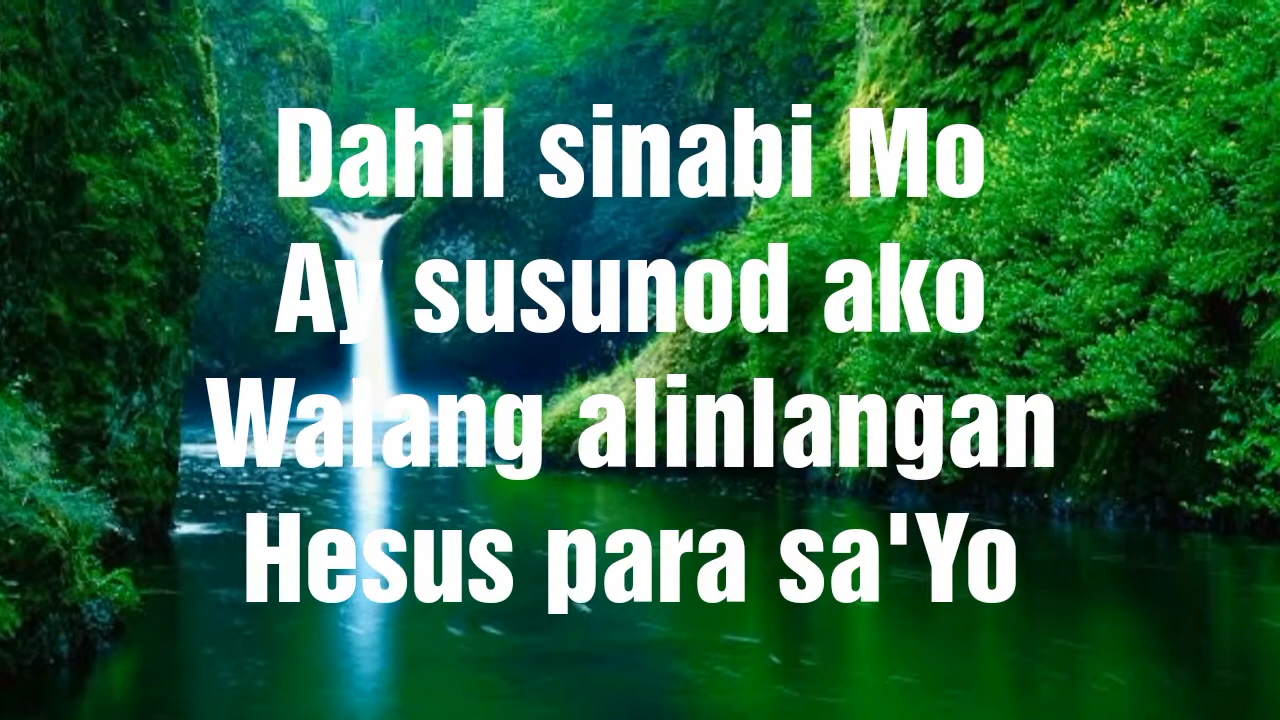 Dahil sinabi Mo
Ay susunod ako
Walang alinlangan
Hesus para sa'Yo